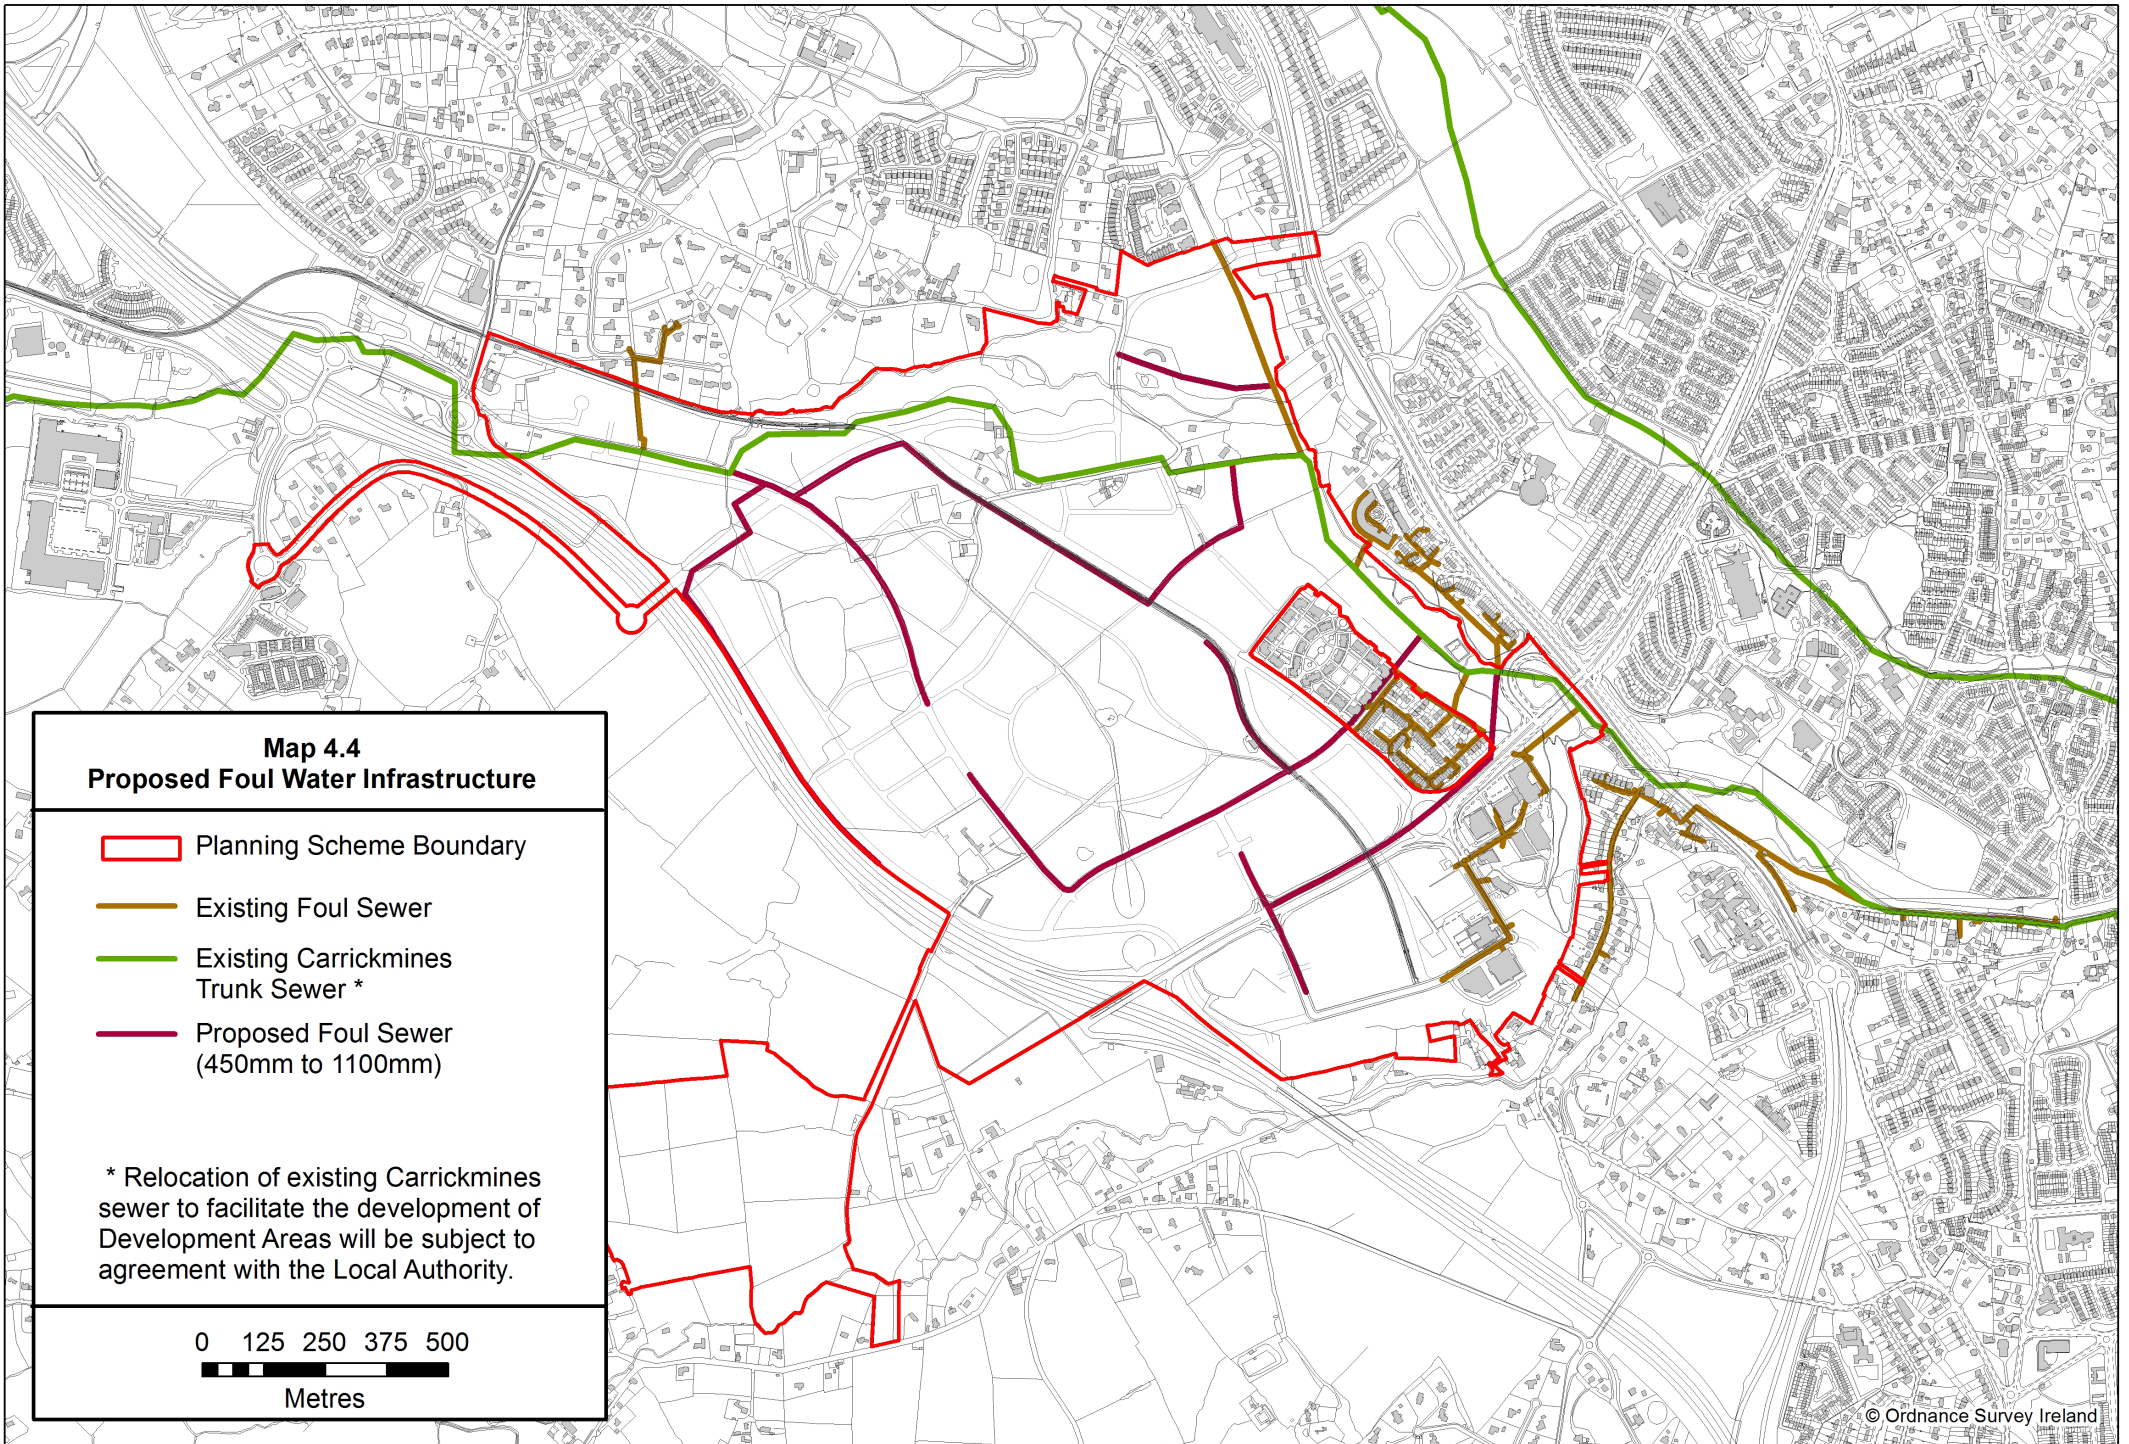 Map 4.4
Proposed Foul Water Infrastructure
Planning Scheme Boundary
Existing Foul Sewer
Existing Carrickmines
Trunk Sewer *
Proposed Foul Sewer
(450mm to 1100mm)
* Relocation of existing Carrickmines
sewer to facilitate the development of
Development Areas will be subject to
agreement with the Local Authority.
0 125 250 375 500
Metres
© Ordnance Survey Ireland